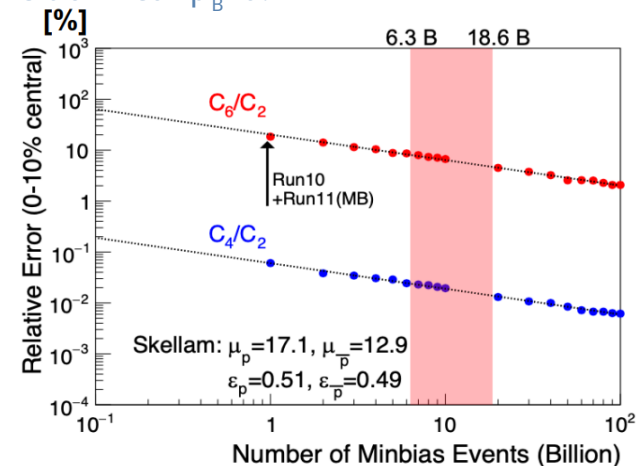 [%]
6.3 B 18.6 B
10³
10²
10
1
10⁻¹
10⁻²
10⁻³
10⁻⁴
Relative Error (0-10% central)
C₆/C₂
Run10
+Run11(MB)
C₄/C₂
Skellam: μₚ=17.1, μ_p̅=12.9
εₚ=0.51, ε_p̅=0.49
10⁻¹ 1 10 10²
Number of Minbias Events (Billion)